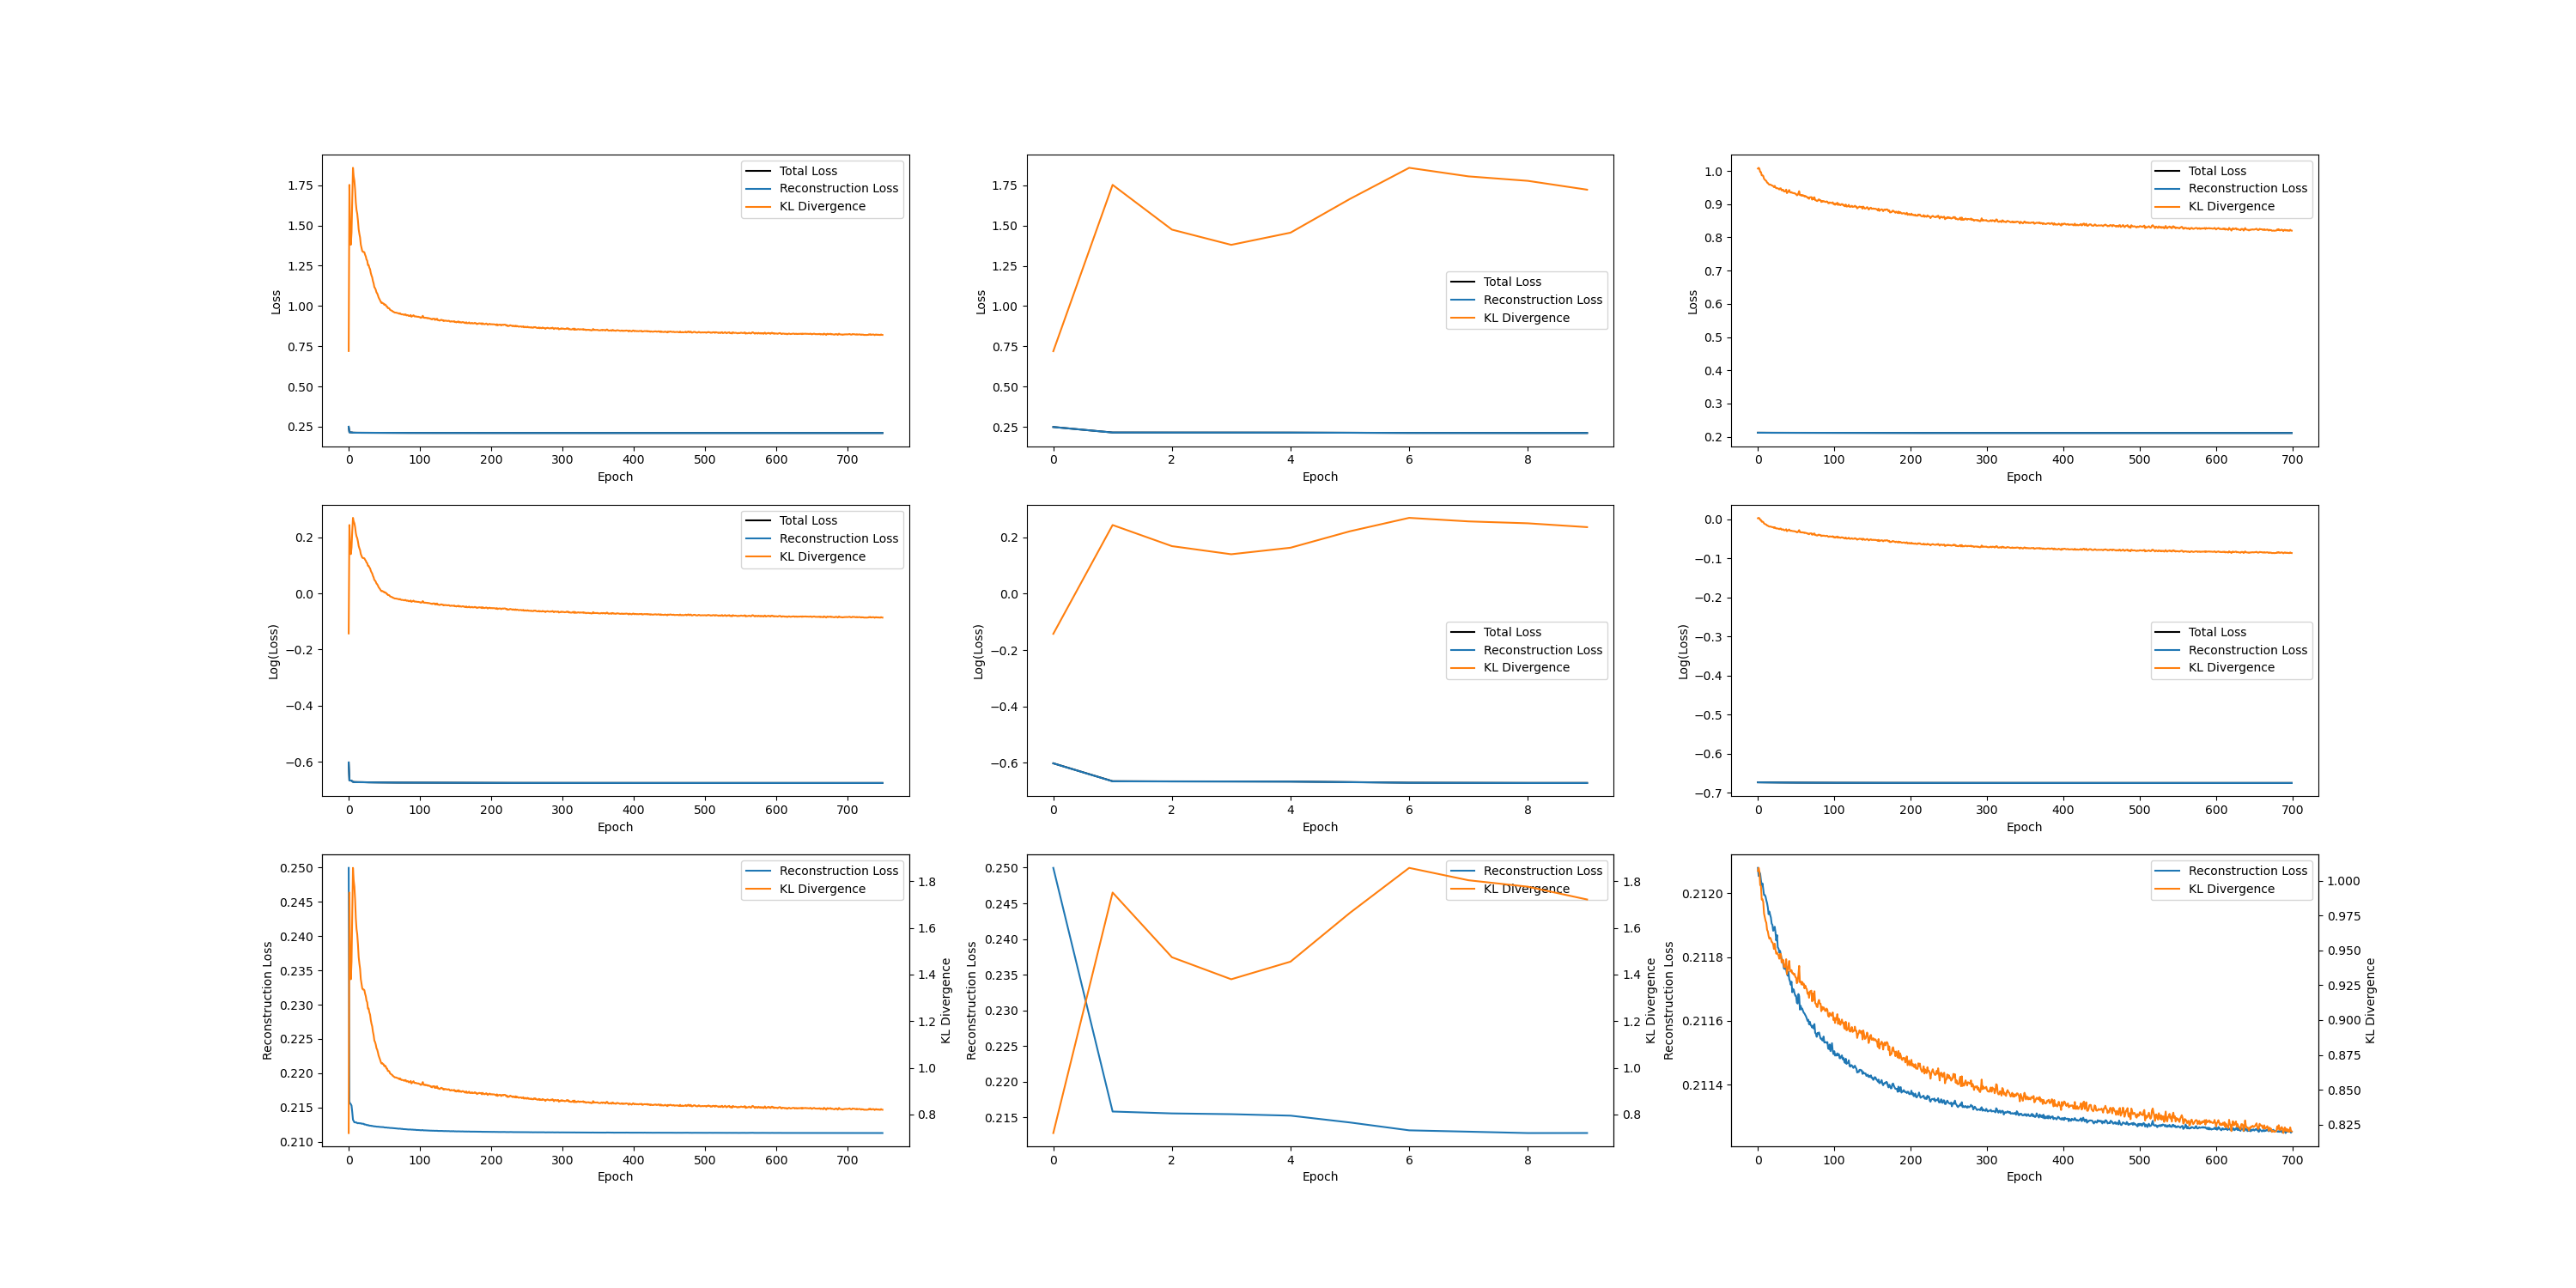 Total Loss
Reconstruction Loss
KL Divergence
1.75
1.50
1.25
1.00
0.75
0.50
0.25
Loss
0 100 200 300 400 500 600 700
Epoch
Total Loss
Reconstruction Loss
KL Divergence
1.75
1.50
1.25
1.00
0.75
0.50
0.25
Loss
0 2 4 6 8
Epoch
Total Loss
Reconstruction Loss
KL Divergence
1.0
0.9
0.8
0.7
0.6
0.5
0.4
0.3
0.2
Loss
0 100 200 300 400 500 600 700
Epoch
Total Loss
Reconstruction Loss
KL Divergence
0.2
0.0
−0.2
−0.4
−0.6
Log(Loss)
0 100 200 300 400 500 600 700
Epoch
Total Loss
Reconstruction Loss
KL Divergence
0.2
0.0
−0.2
−0.4
−0.6
Log(Loss)
0 2 4 6 8
Epoch
Total Loss
Reconstruction Loss
KL Divergence
0.0
−0.1
−0.2
−0.3
−0.4
−0.5
−0.6
−0.7
Log(Loss)
0 100 200 300 400 500 600 700
Epoch
Reconstruction Loss
KL Divergence
0.250
0.245
0.240
0.235
0.230
0.225
0.220
0.215
0.210
Reconstruction Loss
1.8
1.6
1.4
1.2
1.0
0.8
KL Divergence
0 100 200 300 400 500 600 700
Epoch
Reconstruction Loss
KL Divergence
0.250
0.245
0.240
0.235
0.230
0.225
0.220
0.215
Reconstruction Loss
1.8
1.6
1.4
1.2
1.0
0.8
KL Divergence
0 2 4 6 8
Epoch
Reconstruction Loss
KL Divergence
0.2120
0.2118
0.2116
0.2114
Reconstruction Loss
1.000
0.975
0.950
0.925
0.900
0.875
0.850
0.825
KL Divergence
0 100 200 300 400 500 600 700
Epoch